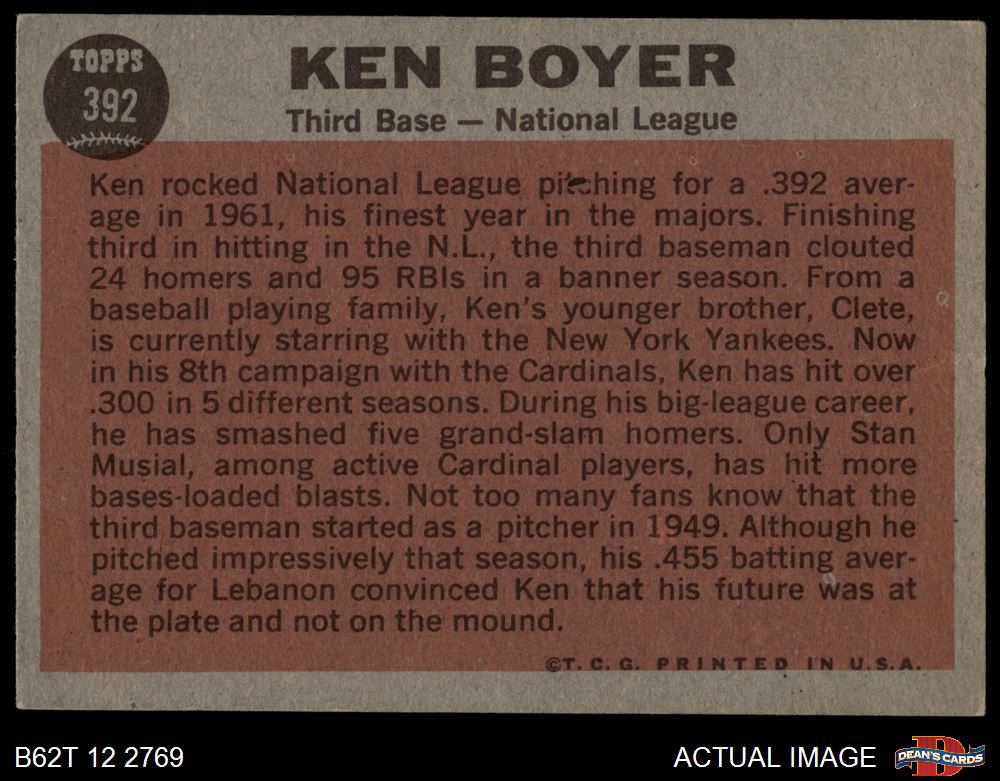 TOPPS
392
KEN BOYER
Third Base — National League
Ken rocked National League pitching for a .392 aver-
age in 1961, his finest year in the majors. Finishing
third in hitting in the N.L., the third baseman clouted
24 homers and 95 RBIs in a banner season. From a
baseball playing family, Ken's younger brother, Clete,
is currently starring with the New York Yankees. Now
in his 8th campaign with the Cardinals, Ken has hit over
.300 in 5 different seasons. During his big-league career,
he has smashed five grand-slam homers. Only Stan
Musial, among active Cardinal players, has hit more
bases-loaded blasts. Not too many fans know that the
third baseman started as a pitcher in 1949. Although he
pitched impressively that season, his .455 batting aver-
age for Lebanon convinced Ken that his future was at
the plate and not on the mound.
©T. C. G. PRINTED IN U.S.A.
B62T 12 2769
ACTUAL IMAGE
D
DEAN'S CARDS